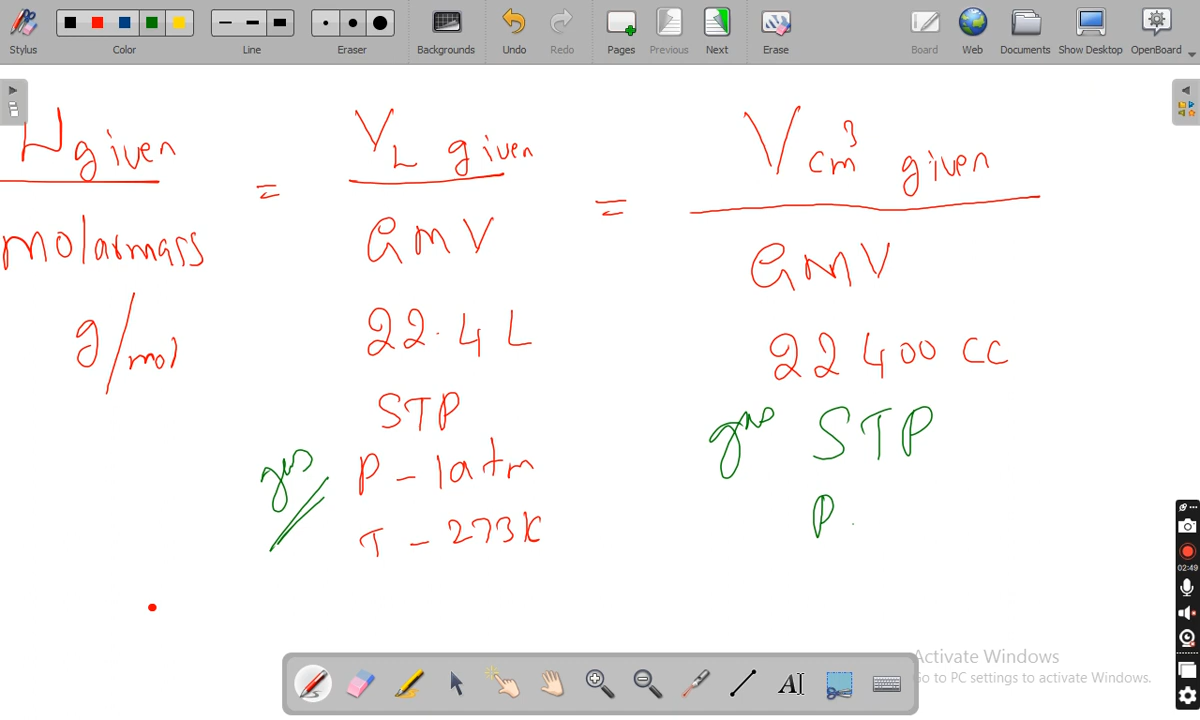 Stylus
Color
Line
Eraser
Backgrounds
Undo
Redo
Pages
Previous
Next
Erase
Board
Web
Documents
Show Desktop
OpenBoard
W given = V L given = V cm³ given
molarmass
GMV
GMV
g/mol
22.4 L
22400 cc
STP
gas
P - 1atm
T - 273K
gas
STP
P
02:49
Activate Windows
Go to PC settings to activate Windows.
AI